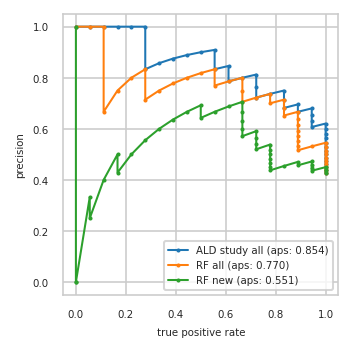 1.0
0.8
0.6
0.4
0.2
0.0
precision
0.0 0.2 0.4 0.6 0.8 1.0
true positive rate
ALD study all (aps: 0.854)
RF all (aps: 0.770)
RF new (aps: 0.551)